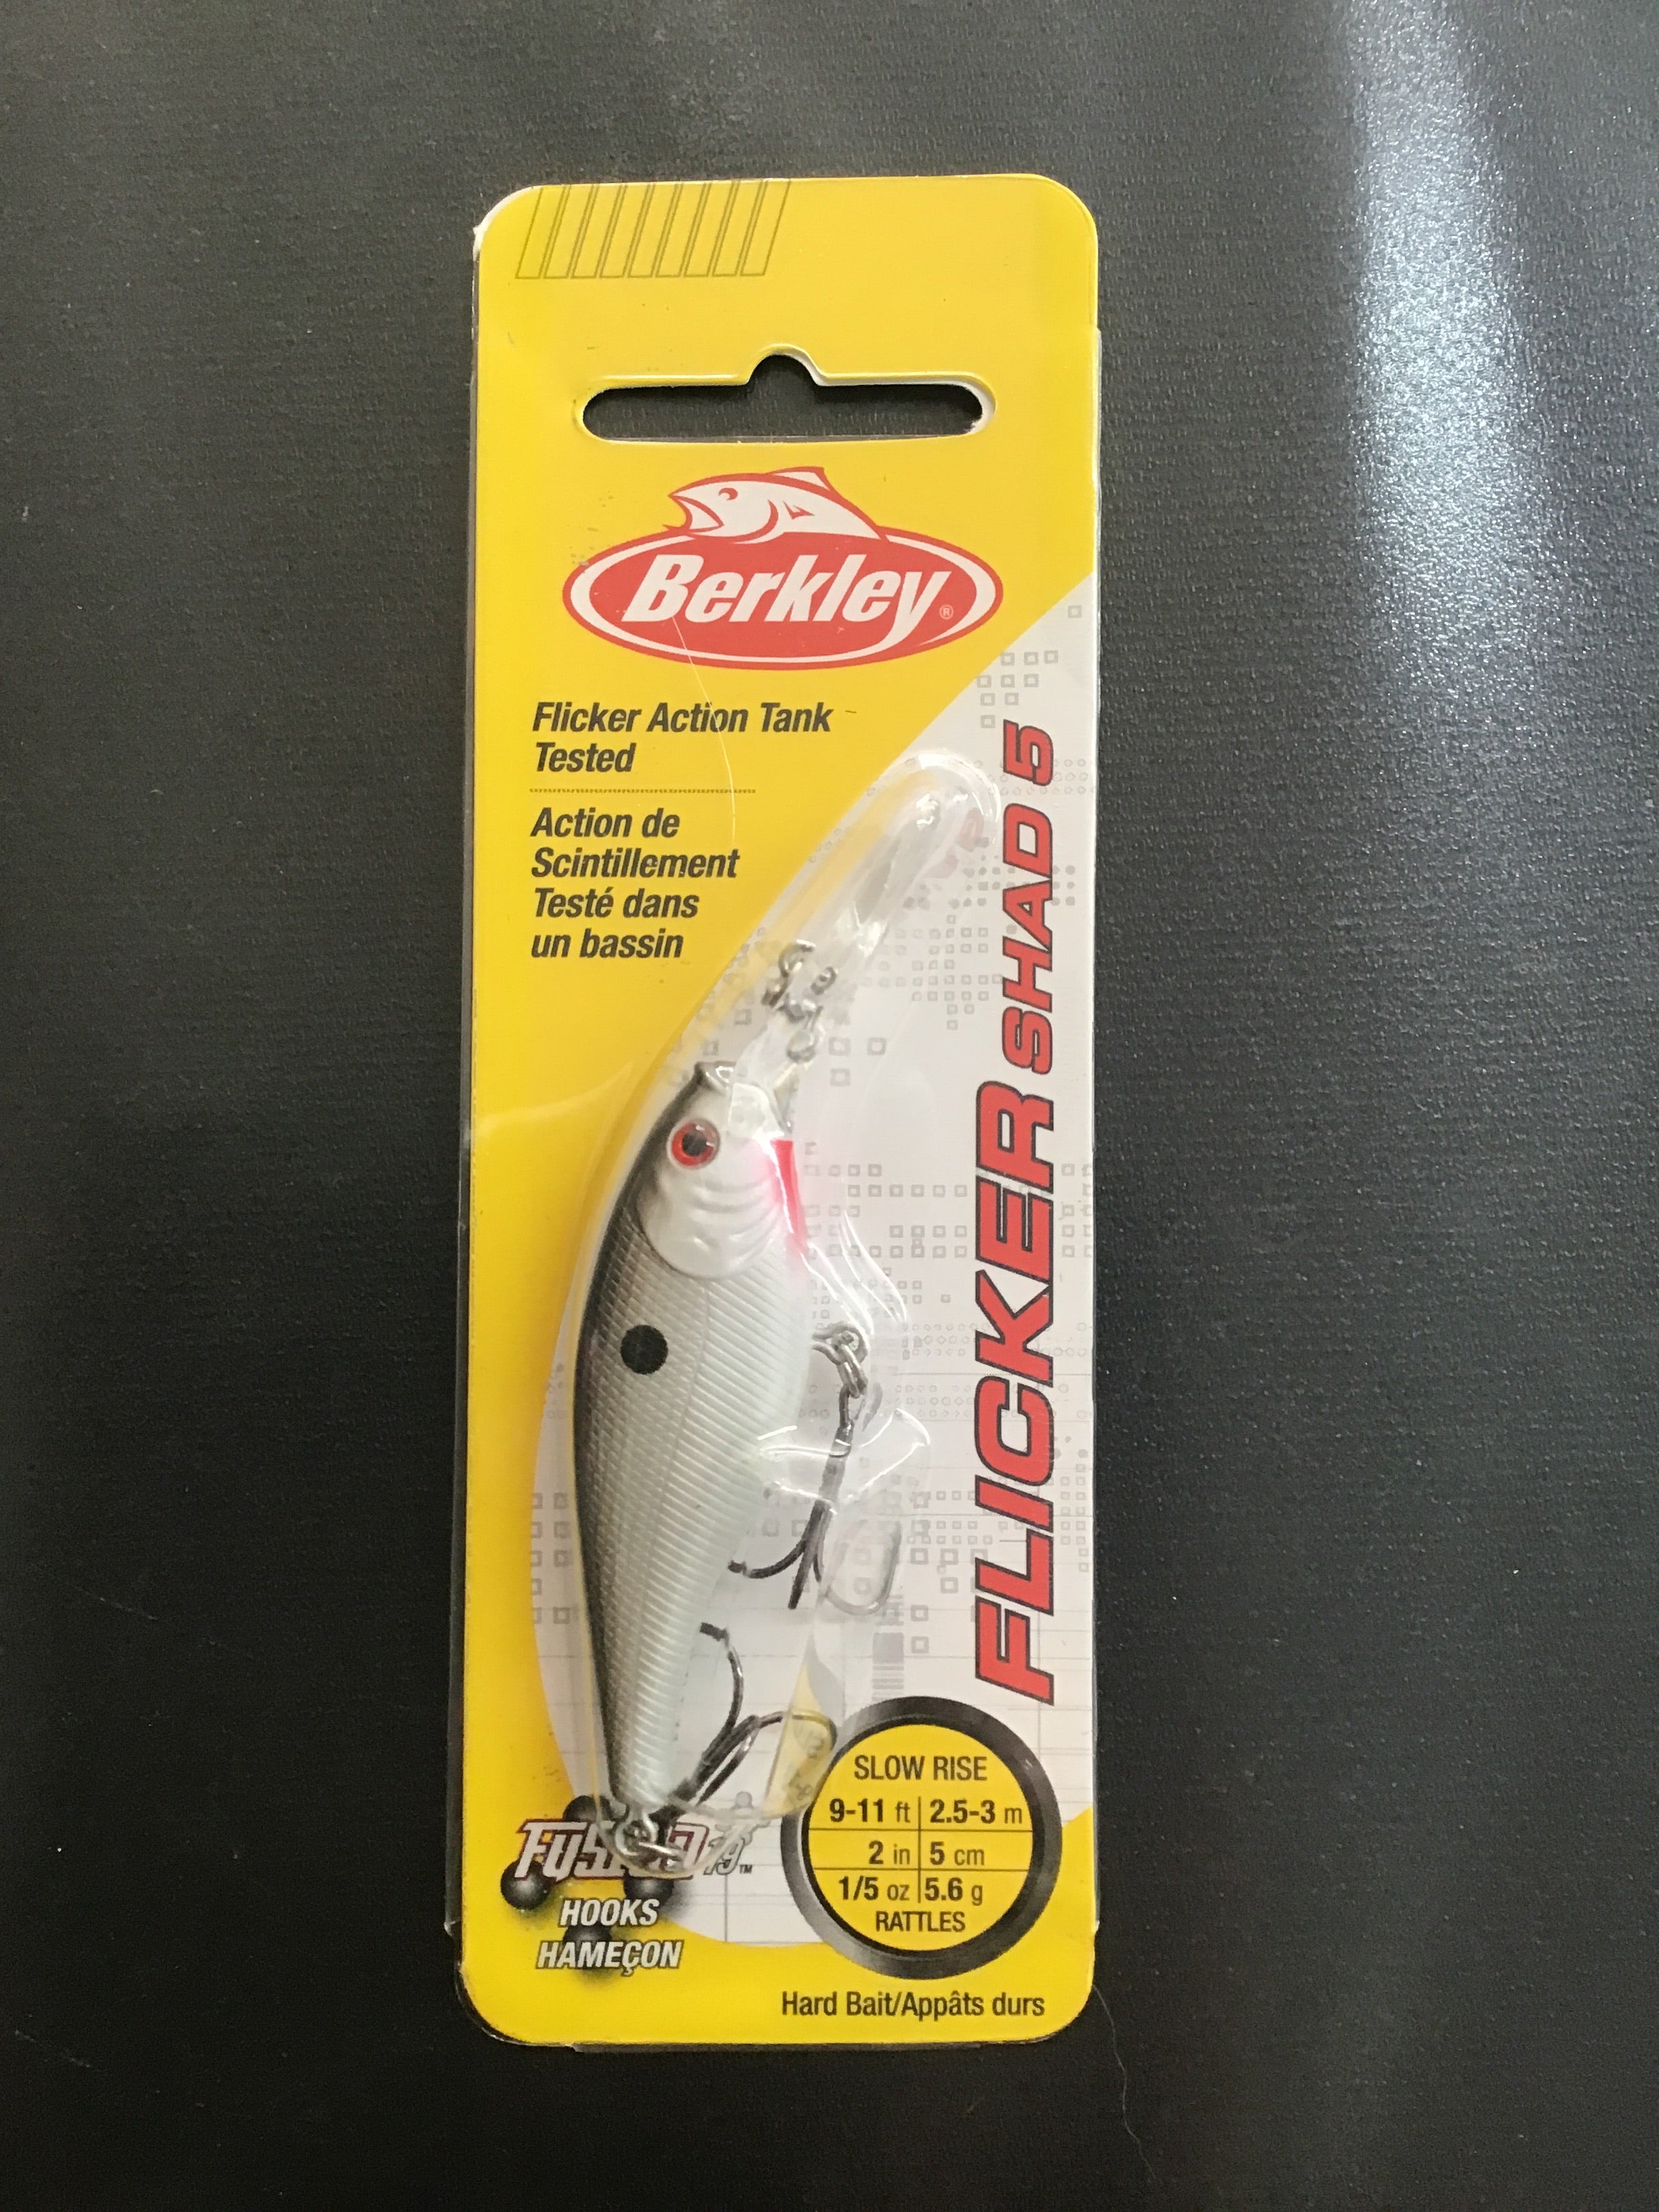 Berkley®
Flicker Action Tank
Tested
Action de
Scintillement
Testé dans
un bassin
FLICKER SHAD 5
SLOW RISE
9-11 ft 2.5-3 m
2 in 5 cm
1/5 oz 5.6 g
RATTLES
FUSION19™
HOOKS
HAMEÇON
Hard Bait/Appâts durs